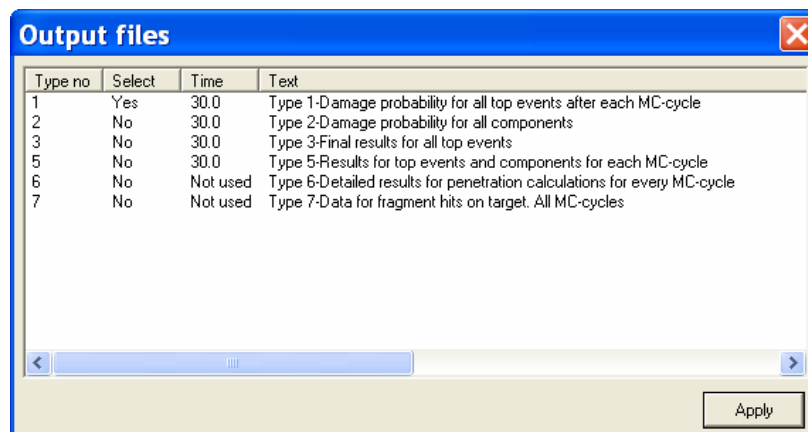 Output files
Type no Select Time Text
1 Yes 30.0 Type 1-Damage probability for all top events after each MC-cycle
2 No 30.0 Type 2-Damage probability for all components
3 No 30.0 Type 3-Final results for all top events
5 No 30.0 Type 5-Results for top events and components for each MC-cycle
6 No Not used Type 6-Detailed results for penetration calculations for every MC-cycle
7 No Not used Type 7-Data for fragment hits on target. All MC-cycles
Apply